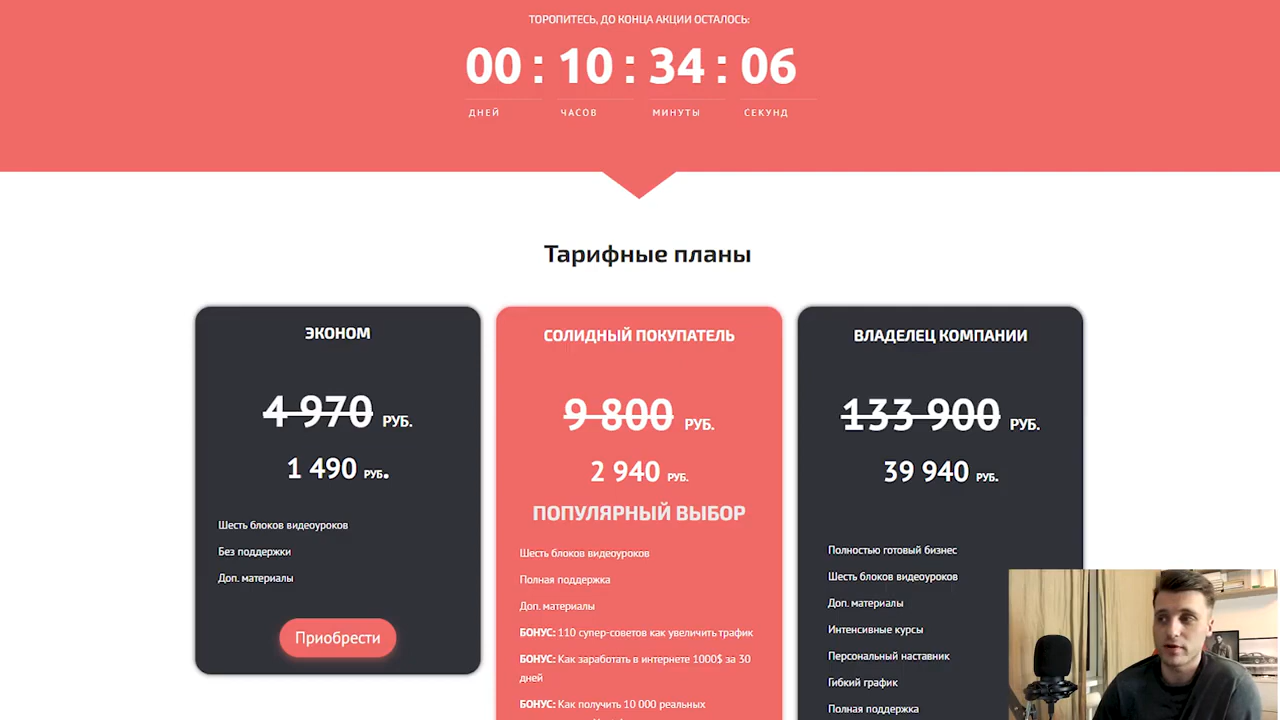 ТОРОПИТЕСЬ, ДО КОНЦА АКЦИИ ОСТАЛОСЬ:
00 : 10 : 34 : 06
ДНЕЙ ЧАСОВ МИНУТЫ СЕКУНД
Тарифные планы
ЭКОНОМ
4 970 РУБ.
1 490 РУБ.
Шесть блоков видеоуроков
Без поддержки
Доп. материалы
Приобрести
СОЛИДНЫЙ ПОКУПАТЕЛЬ
9 800 РУБ.
2 940 РУБ.
ПОПУЛЯРНЫЙ ВЫБОР
Шесть блоков видеоуроков
Полная поддержка
Доп. материалы
БОНУС: 110 супер-советов как увеличить трафик
БОНУС: Как заработать в интернете 1000$ за 30
дней
БОНУС: Как получить 10 000 реальных
ВЛАДЕЛЕЦ КОМПАНИИ
133 900 РУБ.
39 940 РУБ.
Полностью готовый бизнес
Шесть блоков видеоуроков
Доп. материалы
Интенсивные курсы
Персональный наставник
Гибкий график
Полная поддержка